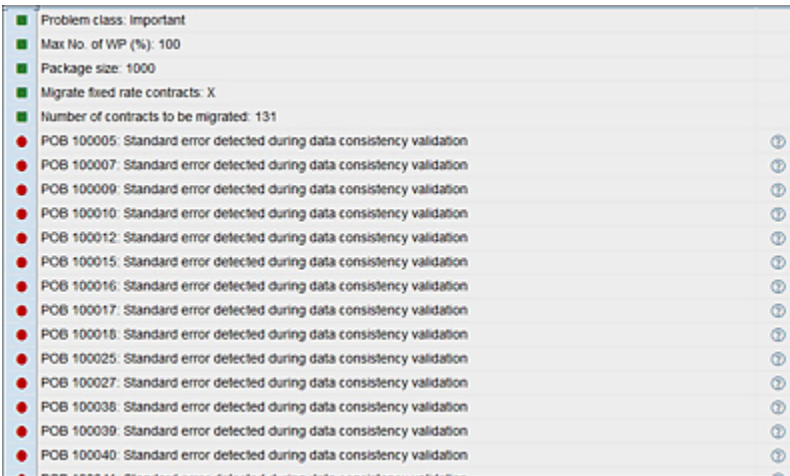 Problem class: Important
Max No. of WP (%): 100
Package size: 1000
Migrate fixed rate contracts: X
Number of contracts to be migrated: 131
POB 100005: Standard error detected during data consistency validation
POB 100007: Standard error detected during data consistency validation
POB 100009: Standard error detected during data consistency validation
POB 100010: Standard error detected during data consistency validation
POB 100012: Standard error detected during data consistency validation
POB 100015: Standard error detected during data consistency validation
POB 100016: Standard error detected during data consistency validation
POB 100017: Standard error detected during data consistency validation
POB 100018: Standard error detected during data consistency validation
POB 100025: Standard error detected during data consistency validation
POB 100027: Standard error detected during data consistency validation
POB 100038: Standard error detected during data consistency validation
POB 100039: Standard error detected during data consistency validation
POB 100040: Standard error detected during data consistency validation